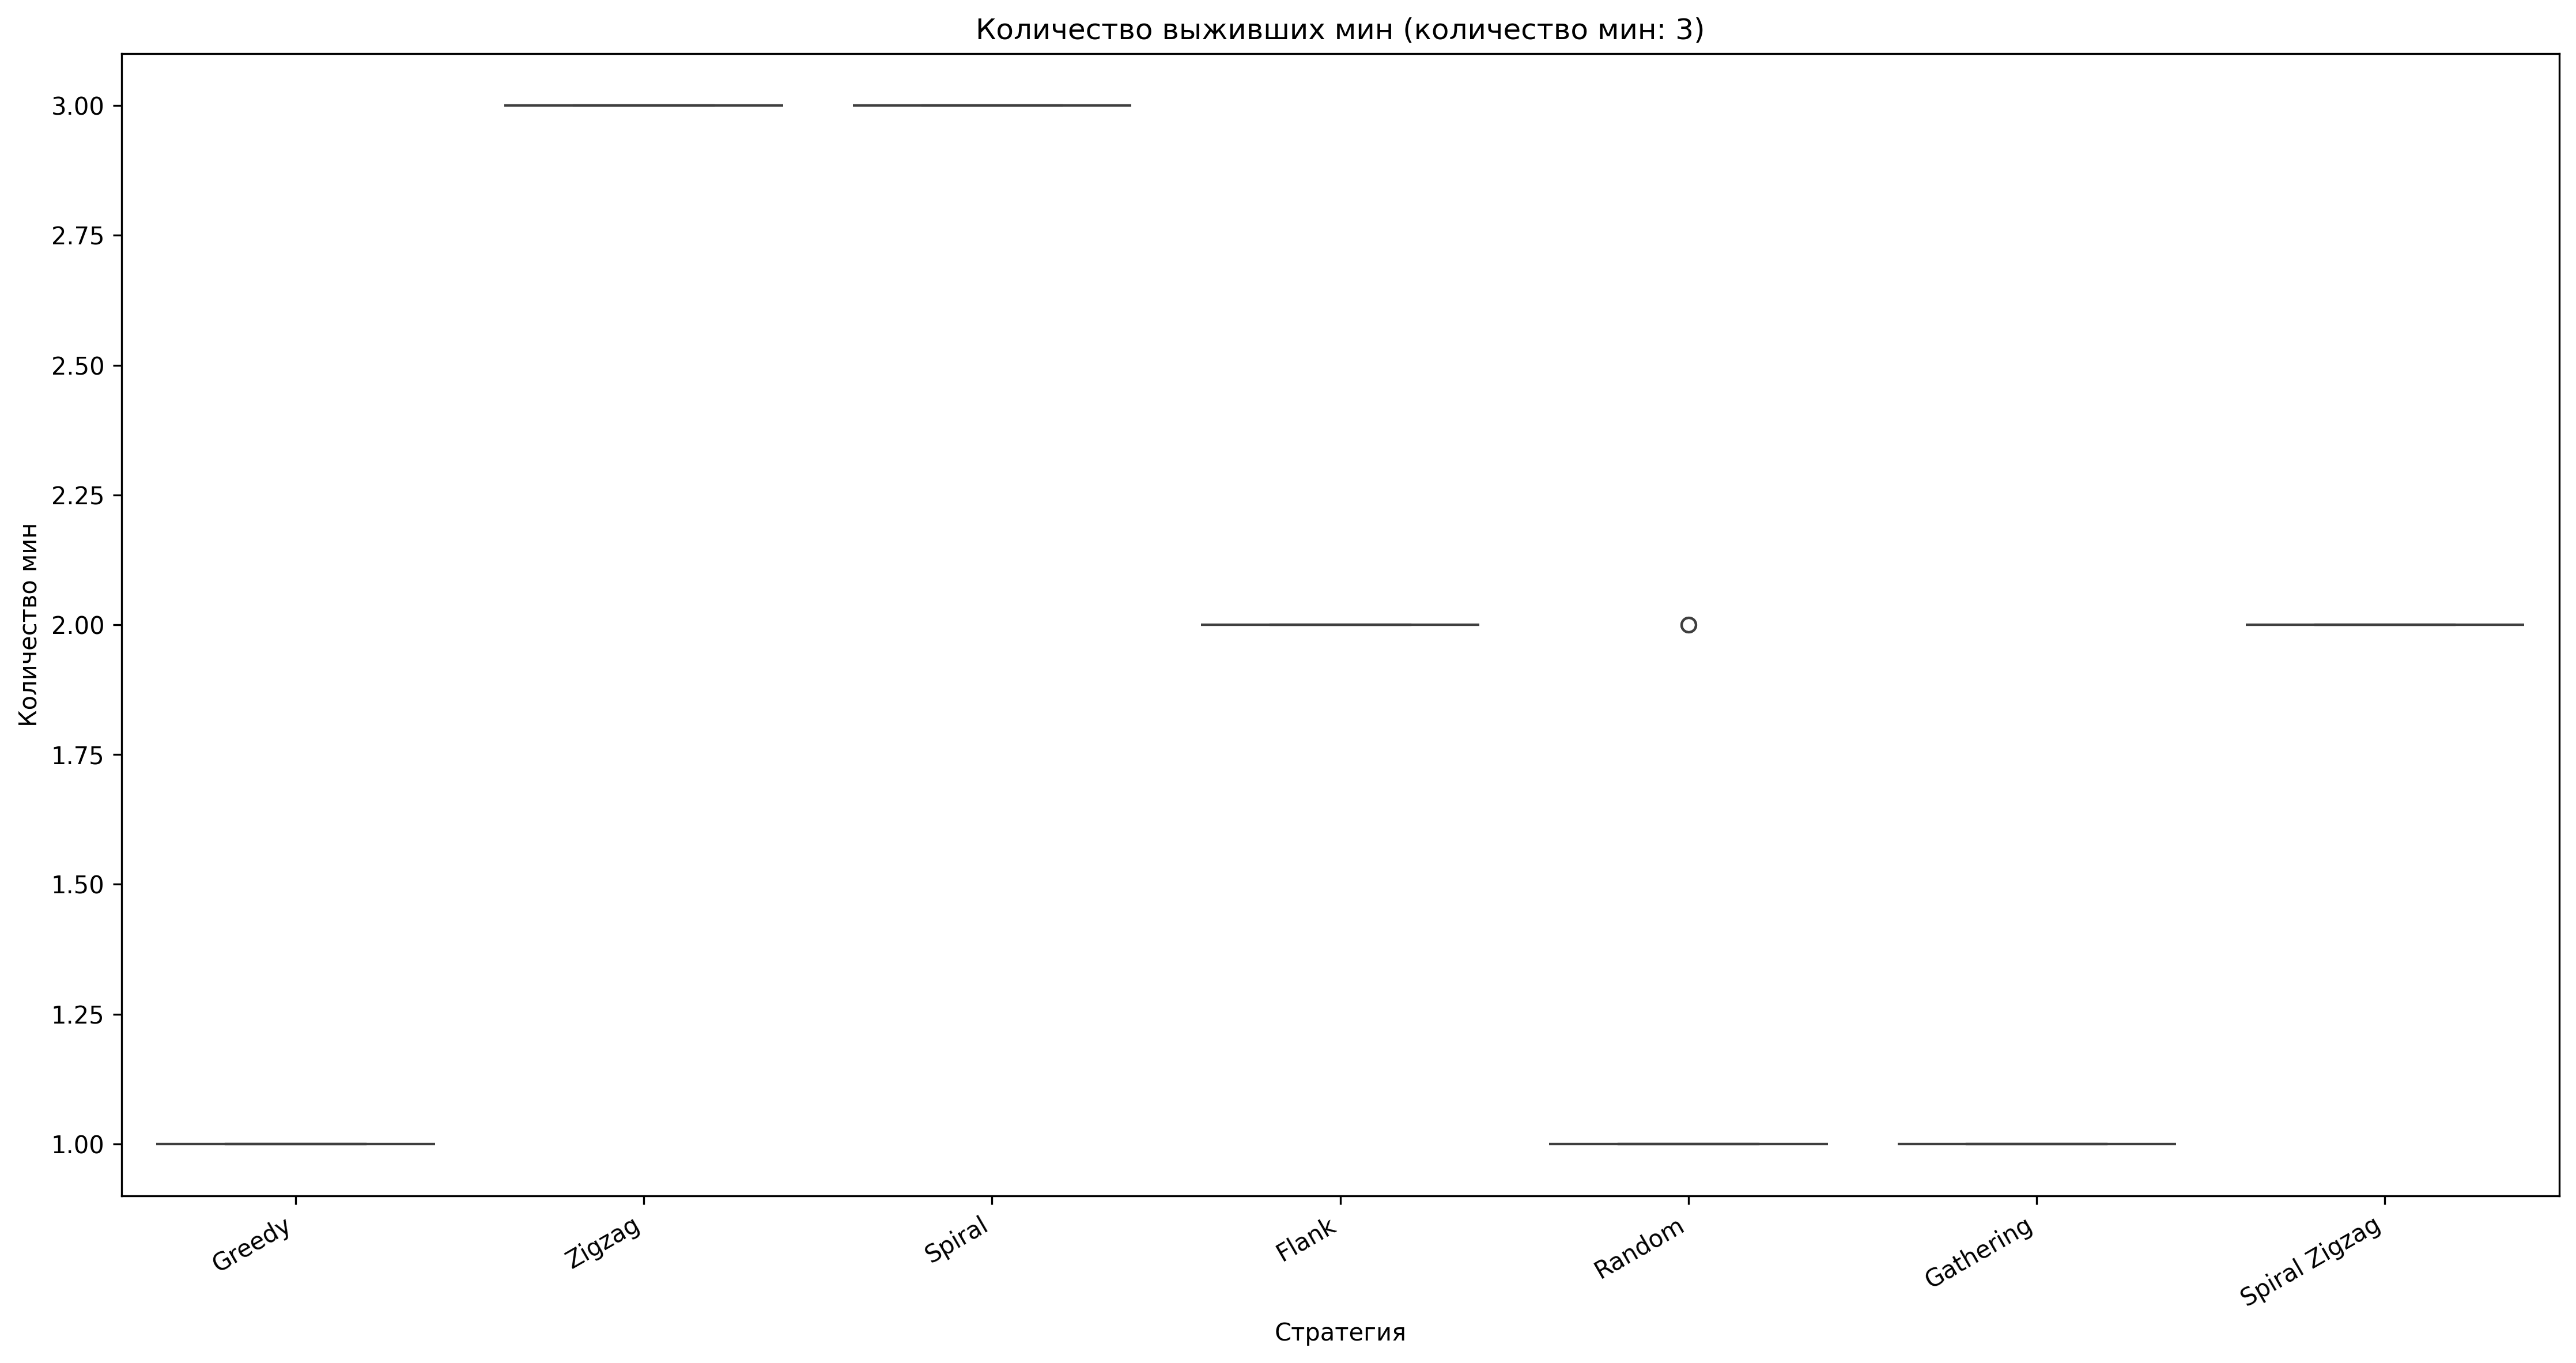 Количество выживших мин (количество мин: 3)
Количество мин
3.00
2.75
2.50
2.25
2.00
1.75
1.50
1.25
1.00
Greedy
Zigzag
Spiral
Flank
Random
Gathering
Spiral Zigzag
Стратегия